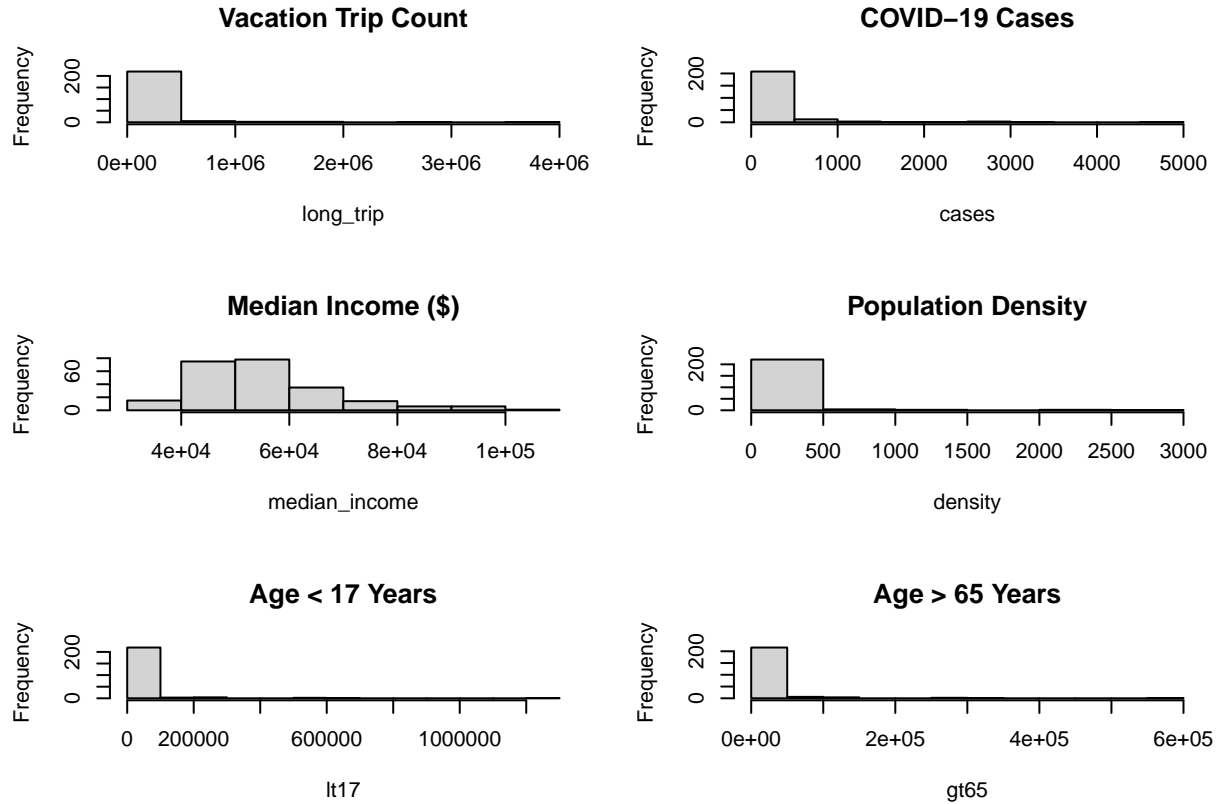 Vacation Trip Count
Frequency
200
0
0e+00 1e+06 2e+06 3e+06 4e+06
long_trip
COVID−19 Cases
Frequency
200
0
0 1000 2000 3000 4000 5000
cases
Median Income ($)
Frequency
60
0
4e+04 6e+04 8e+04 1e+05
median_income
Population Density
Frequency
200
0
0 500 1000 1500 2000 2500 3000
density
Age < 17 Years
Frequency
200
0
0 200000 600000 1000000
lt17
Age > 65 Years
Frequency
200
0
0e+00 2e+05 4e+05 6e+05
gt65